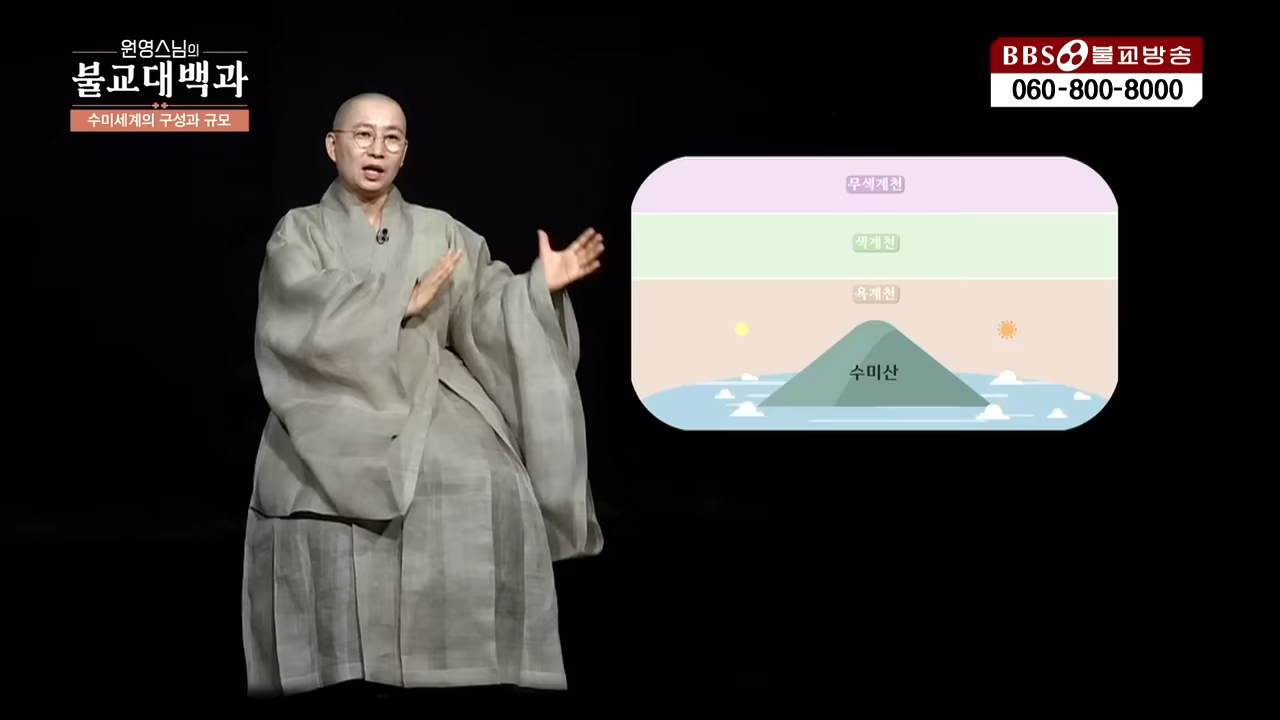 원영스님의
불교대백과
수미세계의 구성과 규모
BBS 불교방송
060-800-8000
무색계천
색계천
욕계천
수미산